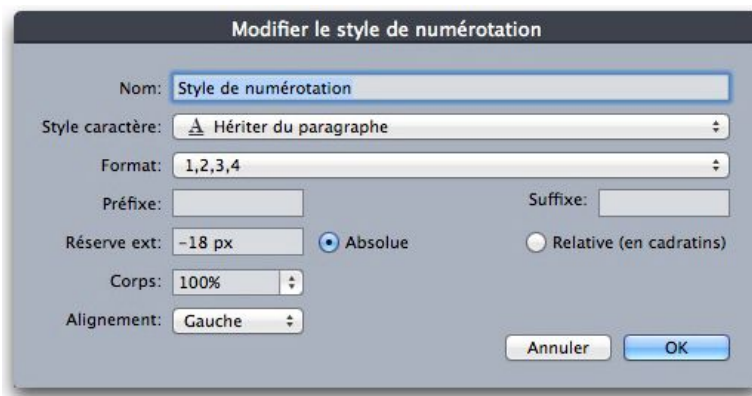 Modifier le style de numérotation
Nom: Style de numérotation
Style caractère: A Hériter du paragraphe
Format: 1,2,3,4
Préfixe: Suffixe:
Réserve ext: -18 px Absolue Relative (en cadratins)
Corps: 100%
Alignement: Gauche
Annuler OK